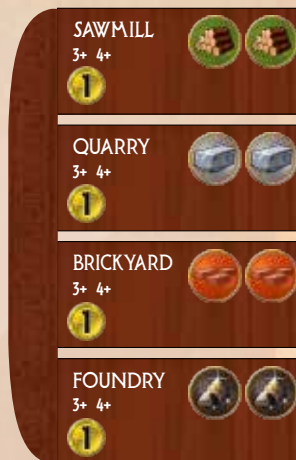 SAWMILL
3+ 4+
1
QUARRY
3+ 4+
1
BRICKYARD
3+ 4+
1
FOUNDRY
3+ 4+
1